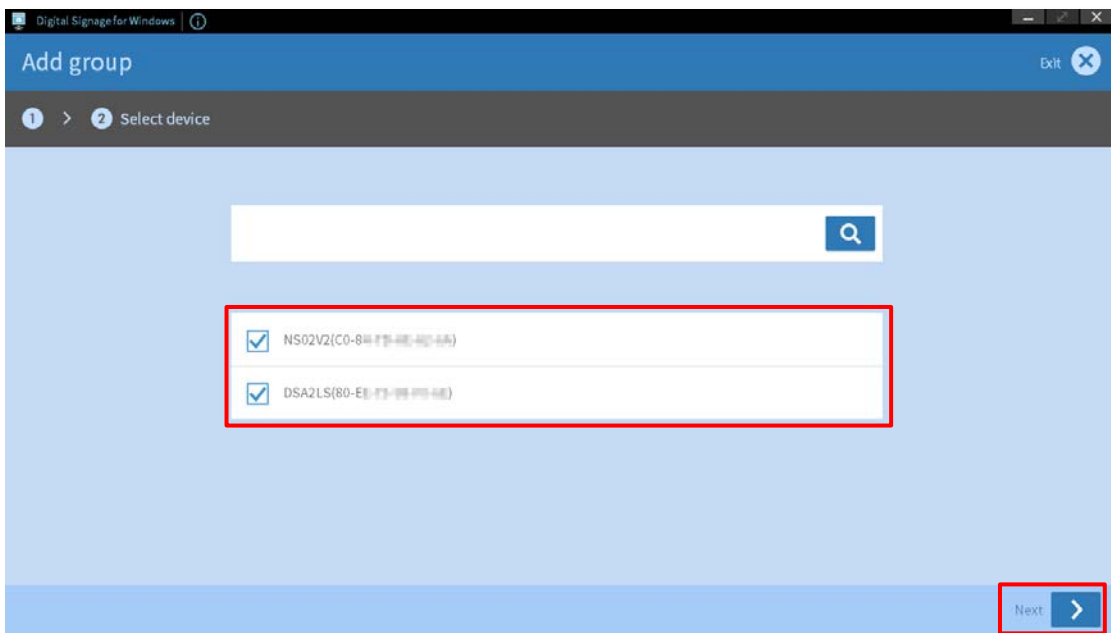 Digital Signage for Windows
Add group
Exit
1 > 2 Select device
NS02V2(C0-8
DSA2LS(80-E
Next